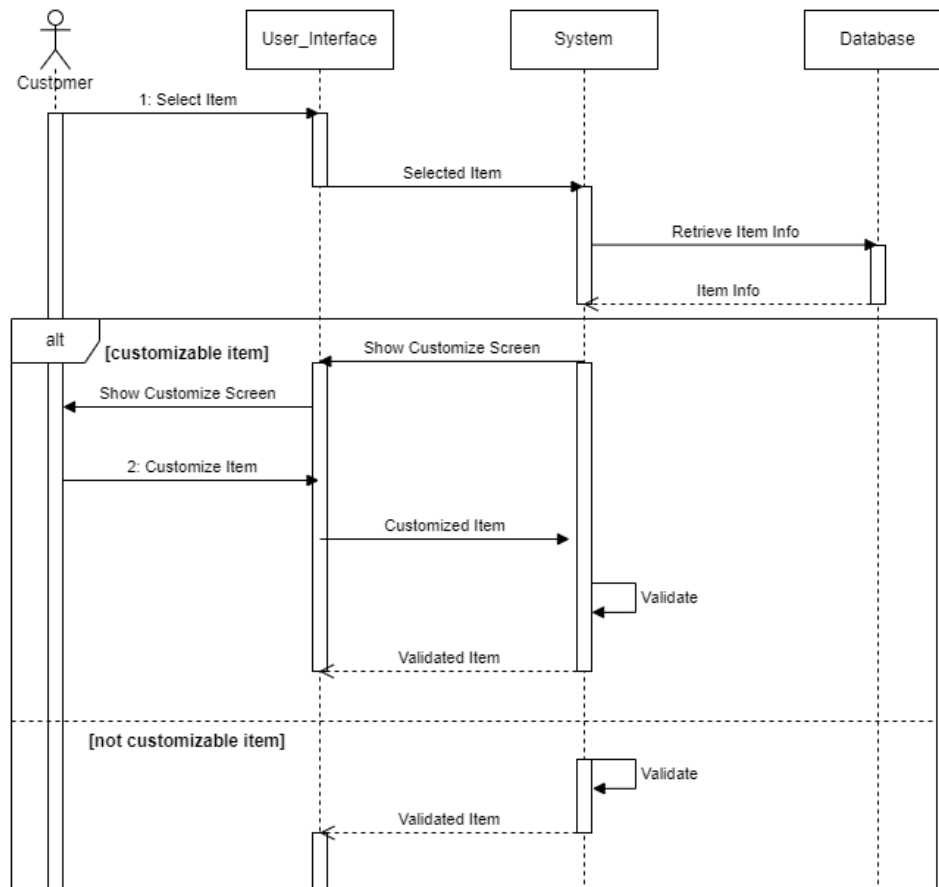 User_Interface
System
Database
Customer
1: Select Item
Selected Item
Retrieve Item Info
Item Info
alt
[customizable item]
Show Customize Screen
Show Customize Screen
2: Customize Item
Customized Item
Validate
Validated Item
[not customizable item]
Validate
Validated Item